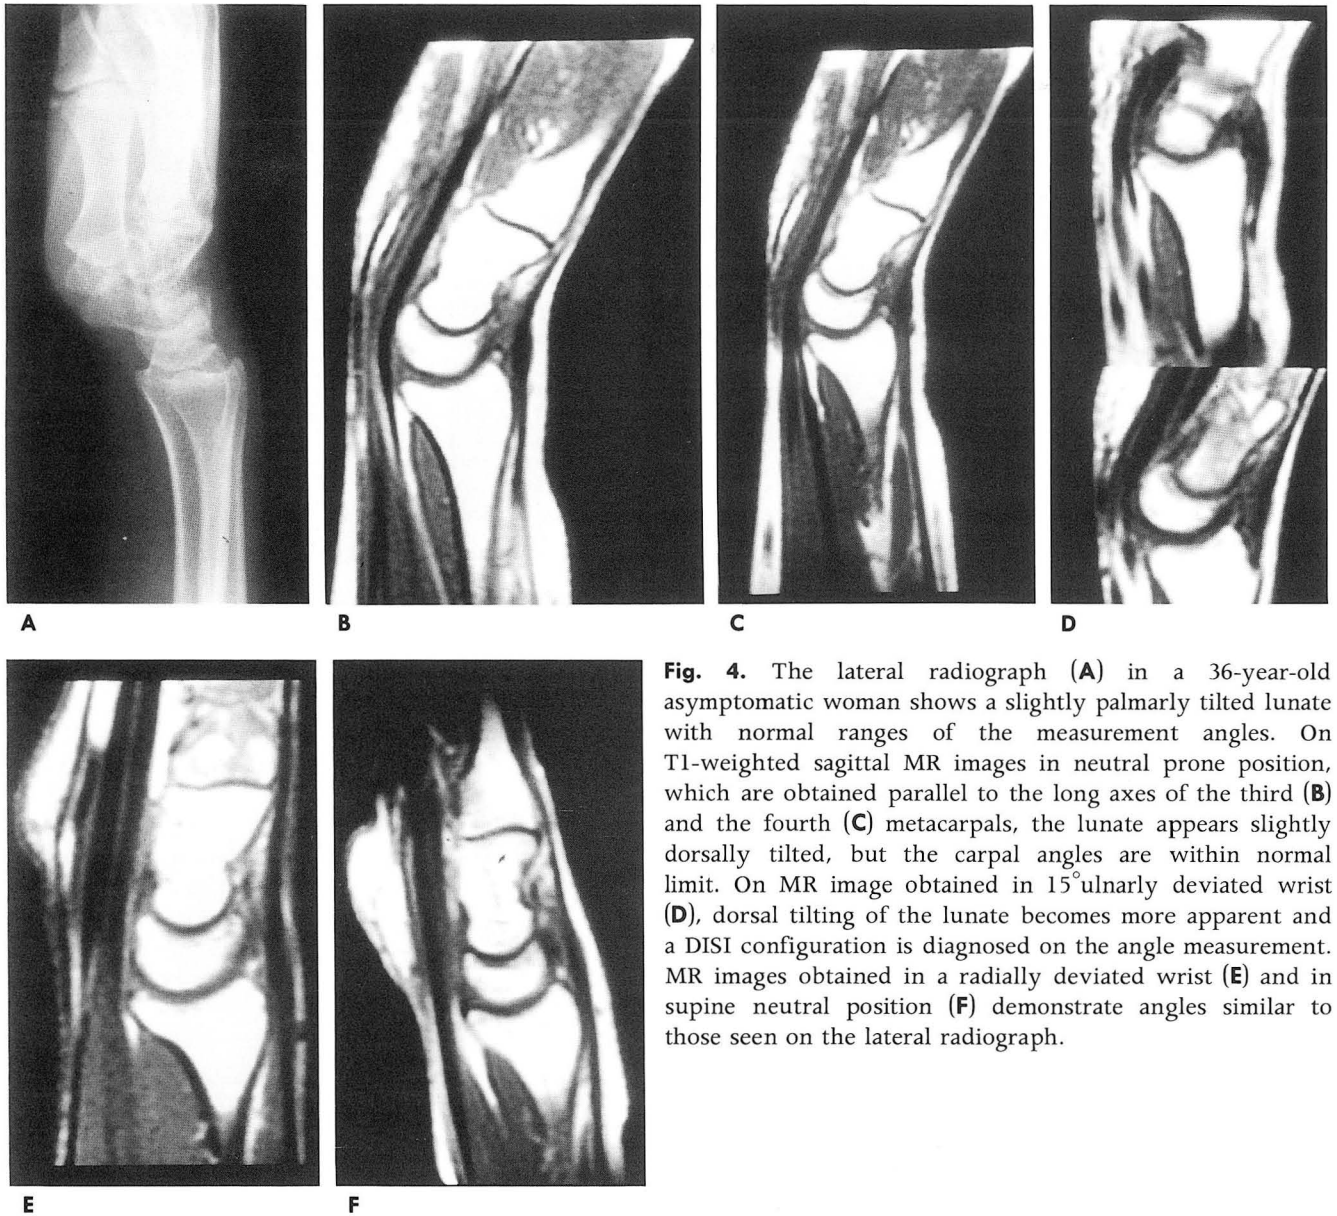 A
B
C
D
E
F
Fig. 4. The lateral radiograph (A) in a 36-year-old
asymptomatic woman shows a slightly palmarly tilted lunate
with normal ranges of the measurement angles. On
T1-weighted sagittal MR images in neutral prone position,
which are obtained parallel to the long axes of the third (B)
and the fourth (C) metacarpals, the lunate appears slightly
dorsally tilted, but the carpal angles are within normal
limit. On MR image obtained in 15°ulnarly deviated wrist
(D), dorsal tilting of the lunate becomes more apparent and
a DISI configuration is diagnosed on the angle measurement.
MR images obtained in a radially deviated wrist (E) and in
supine neutral position (F) demonstrate angles similar to
those seen on the lateral radiograph.